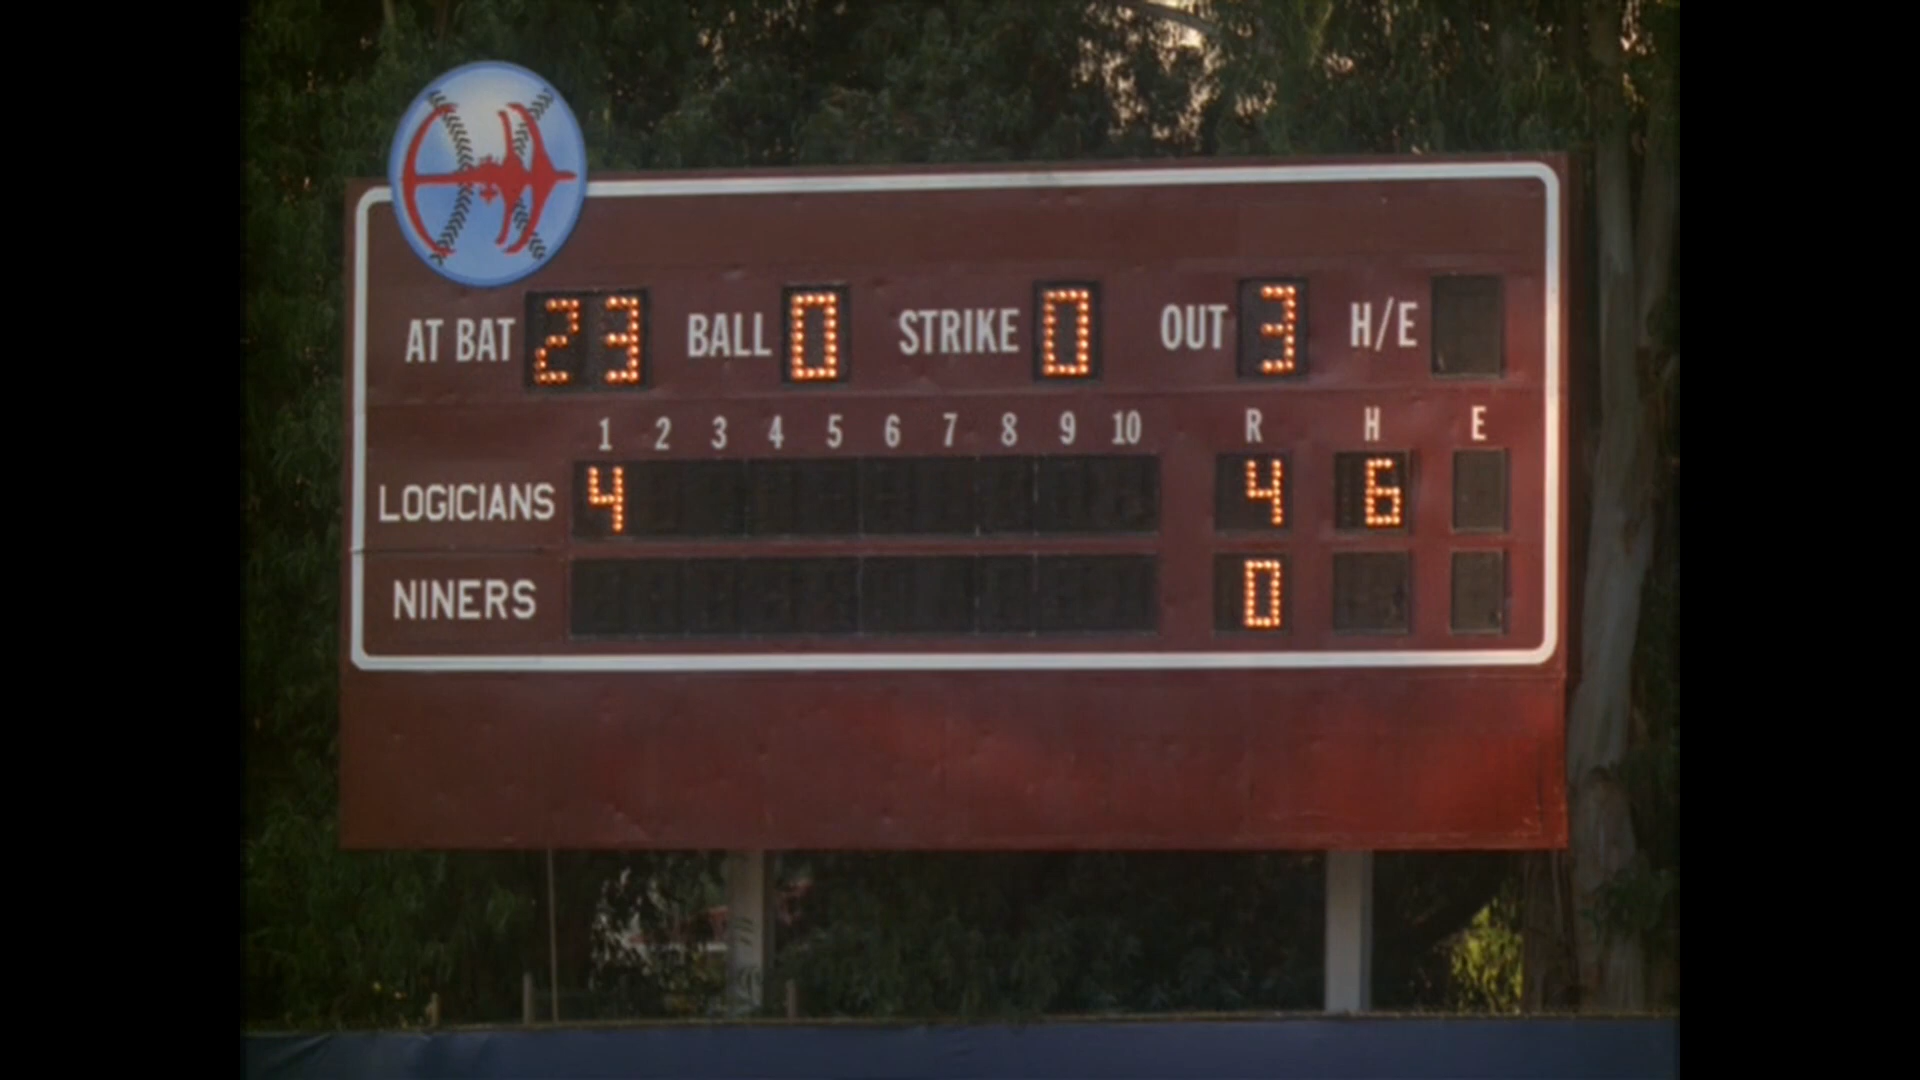 AT BAT 23 BALL 0 STRIKE 0 OUT 3 H/E
1 2 3 4 5 6 7 8 9 10 R H E
LOGICIANS 4 4 6
NINERS 0